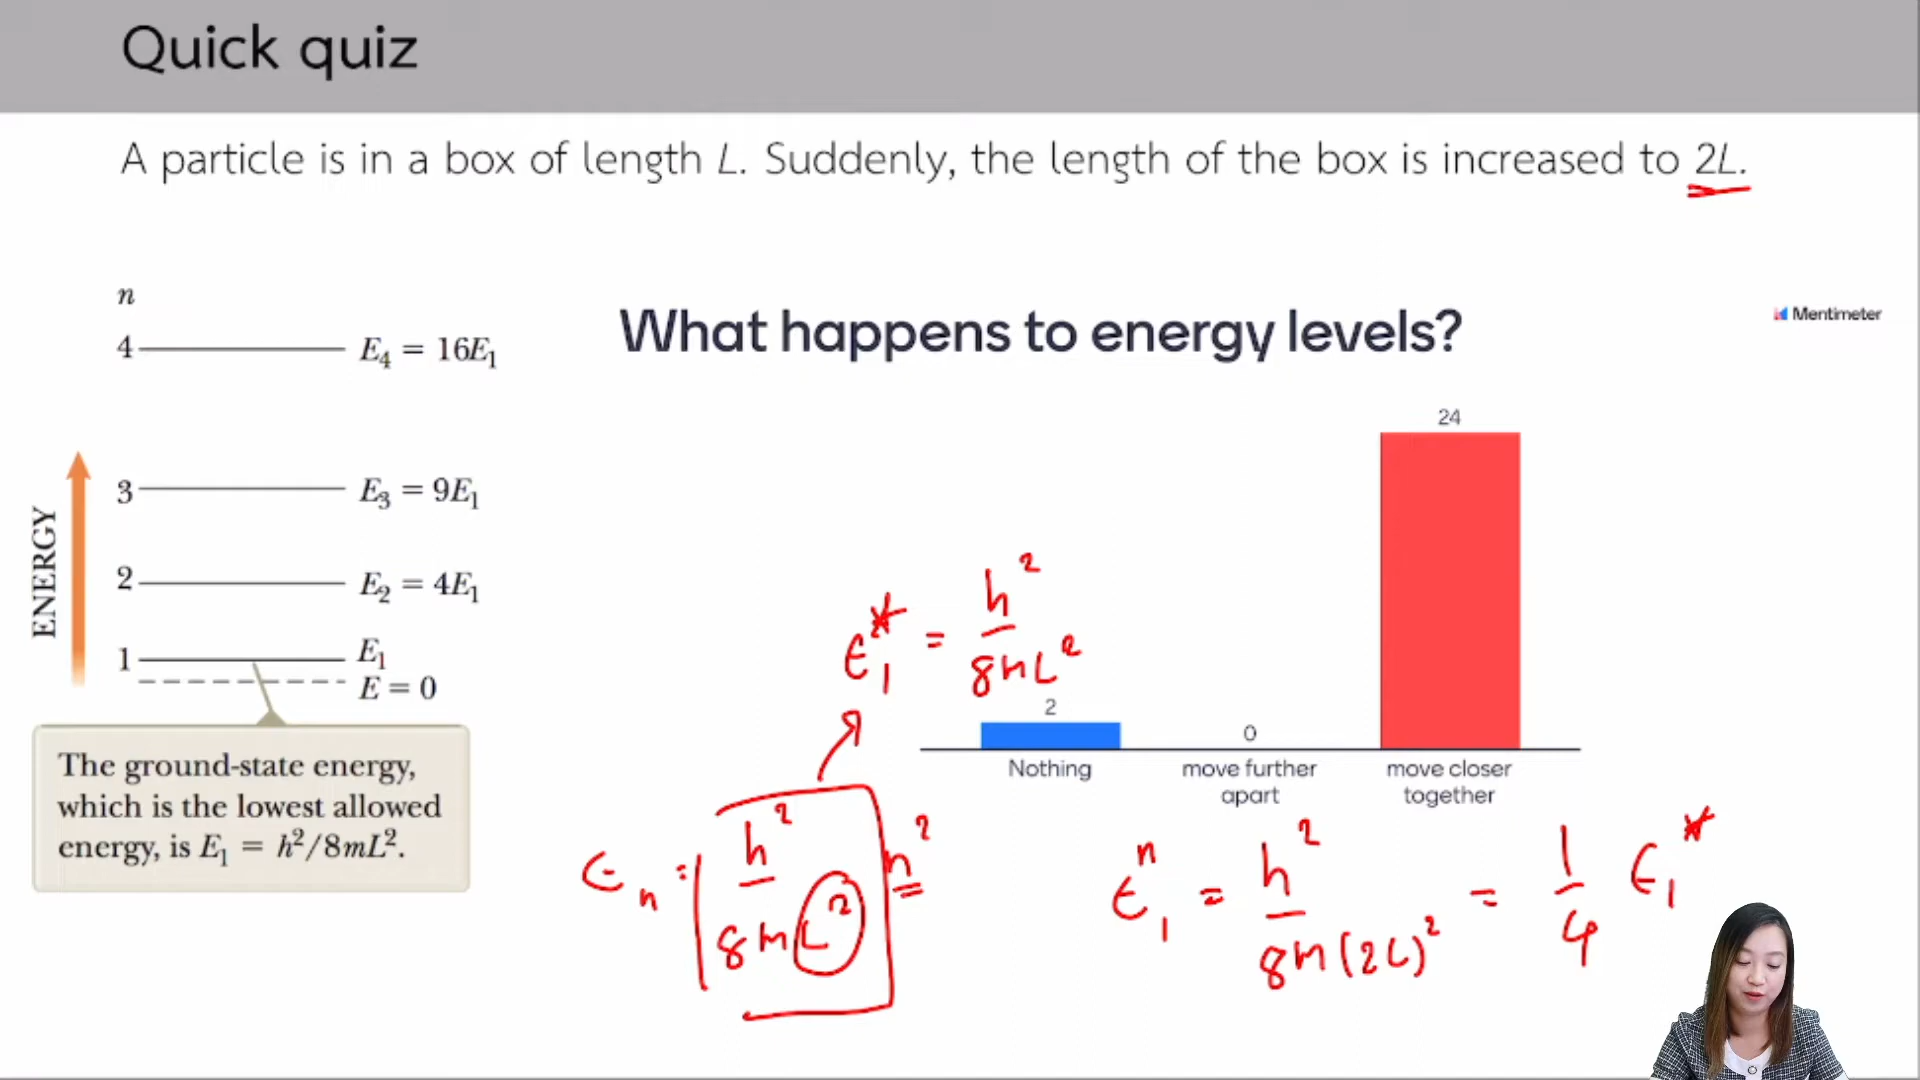 Quick quiz
A particle is in a box of length L. Suddenly, the length of the box is increased to 2L.
n
4 E₄ = 16E₁
3 E₃ = 9E₁
2 E₂ = 4E₁
1 E₁
E = 0
ENERGY
The ground-state energy,
which is the lowest allowed
energy, is E₁ = h²/8mL².
What happens to energy levels?
Mentimeter
24
2
0
Nothing
move further
apart
move closer
together
E₁* = h²/8mL²
Eₙ = h²/8mL² n²
E₁ⁿ = h²/8m(2L)² = 1/4 E₁*